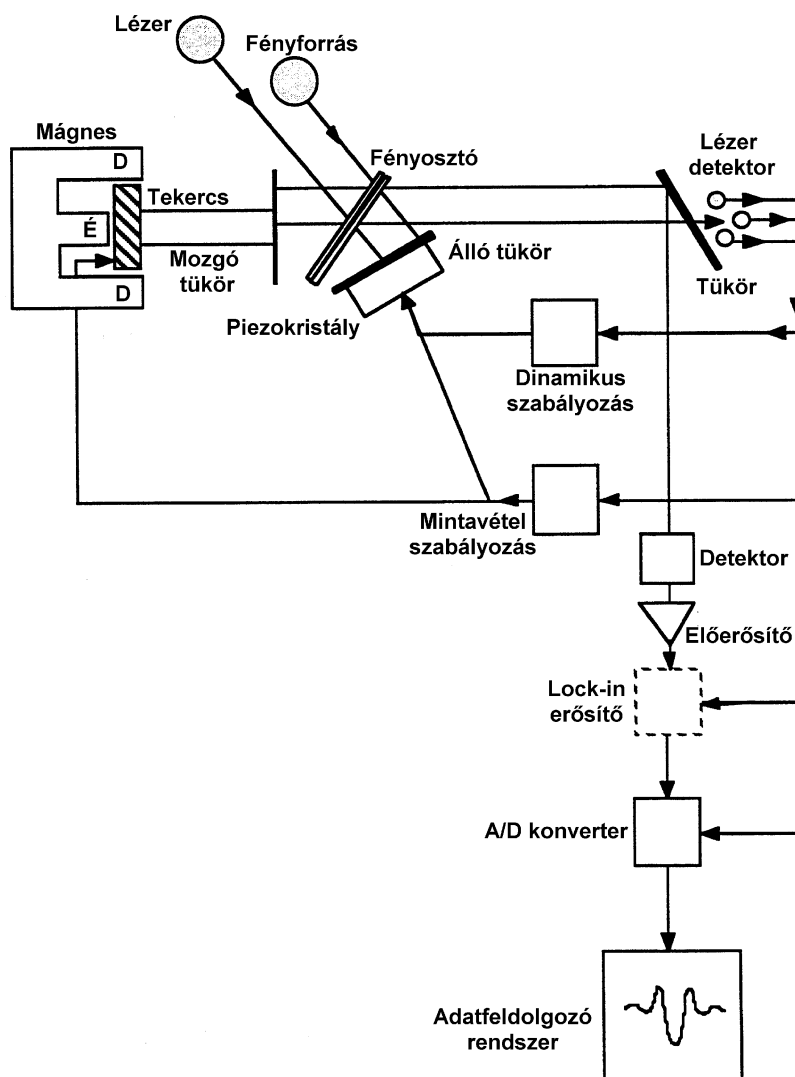 Lézer
Fényforrás
Mágnes
D
Tekercs
É
Mozgó
tükör
D
Fényosztó
Álló tükör
Piezokristály
Lézer
detektor
Tükör
Dinamikus
szabályozás
Mintavétel
szabályozás
Detektor
Előerősítő
Lock-in
erősítő
A/D konverter
Adatfeldolgozó
rendszer